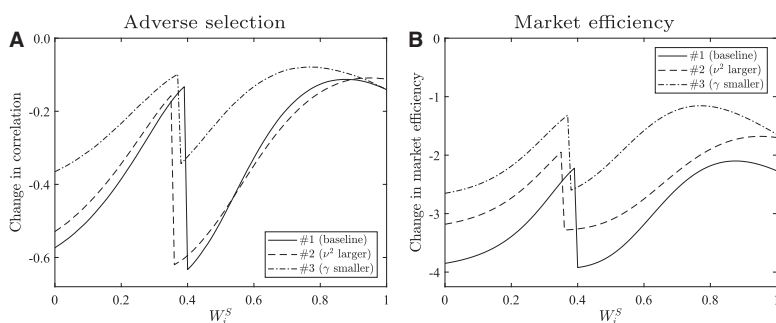 Adverse selection
A
0.0
-0.2
-0.4
-0.6
Change in correlation
#1 (baseline)
#2 (ν² larger)
#3 (γ smaller)
0 0.2 0.4 0.6 0.8 1
W_i^S
Market efficiency
B
-1
-2
-3
-4
Change in market efficiency
#1 (baseline)
#2 (ν² larger)
#3 (γ smaller)
0 0.2 0.4 0.6 0.8 1
W_i^S